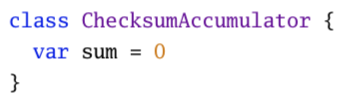 class ChecksumAccumulator {
  var sum = 0
}